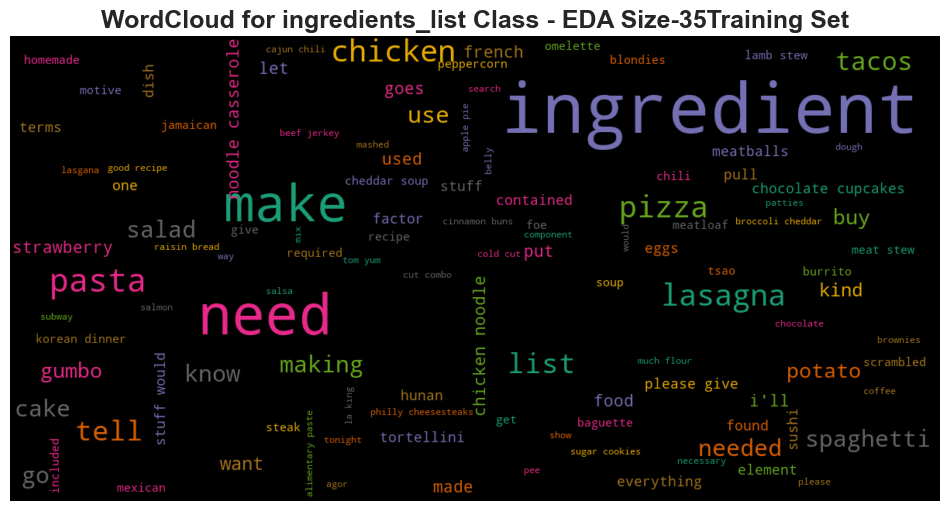 WordCloud for ingredients_list Class - EDA Size-35Training Set
homemade
motive
dish
noodle casserole
cajun chili
let
chicken
french
peppercorn
omelette
blondies
lamb stew
tacos
terms
jamaican
goes
search
use
apple pie
ingredient
beef jerky
mashed
used
belly
meatballs
dough
lasgana
good recipe
one
cheddar soup
stuff
chili
pull
contained
chocolate cupcakes
patties
make
factor
pizza
buy
salad
give
mix
recipe
cinnamon buns
foe
component
would
meatloaf
broccoli cheddar
strawberry
raisin bread
way
required
tom yum
cold cut
put
eggs
meat stew
pasta
salsa
cut combo
soup
tsao
burrito
lasagna
kind
salmon
subway
need
chicken noodle
chocolate
korean dinner
brownies
gumbo
stuff would
know
making
list
much flour
potato
scrambled
please give
coffee
cake
la king
hunan
food
i'll
philly cheesesteaks
get
baguette
found
sushi
tell
steak
alimentary paste
tonight
tortellini
show
needed
spaghetti
sugar cookies
go
included
want
pee
necessary
element
mexican
agor
made
everything
please